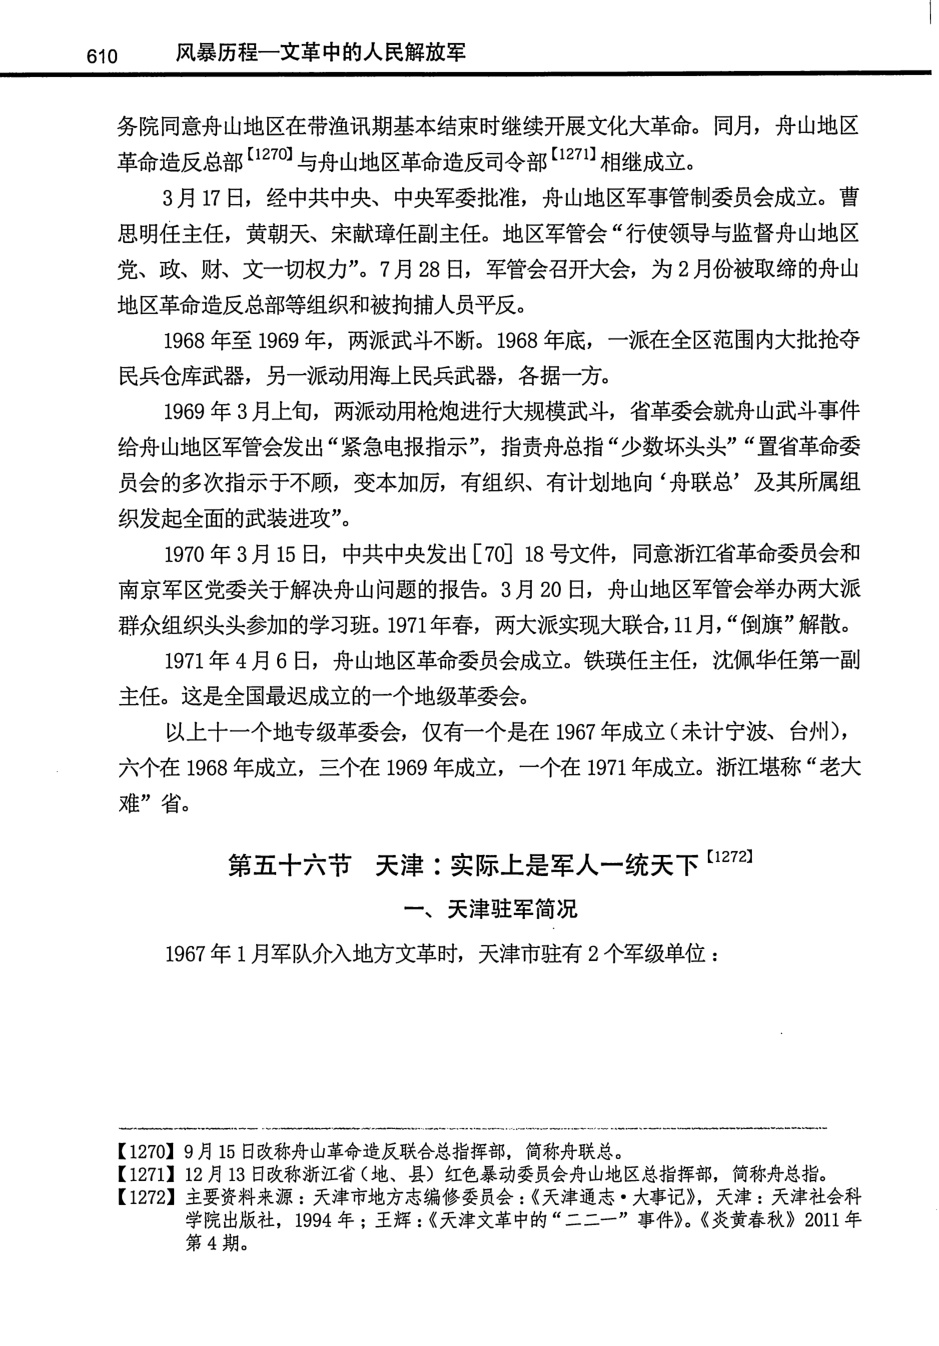 610 风暴历程—文革中的人民解放军
务院同意舟山地区在带渔讯期基本结束时继续开展文化大革命。同月，舟山地区
革命造反总部【1270】与舟山地区革命造反司令部【1271】相继成立。
3月17日，经中共中央、中央军委批准，舟山地区军事管制委员会成立。曹
思明任主任，黄朝天、宋献璋任副主任。地区军管会“行使领导与监督舟山地区
党、政、财、文一切权力”。7月28日，军管会召开大会，为2月份被取缔的舟山
地区革命造反总部等组织和被拘捕人员平反。
1968年至1969年，两派武斗不断。1968年底，一派在全区范围内大批抢夺
民兵仓库武器，另一派动用海上民兵武器，各据一方。
1969年3月上旬，两派动用枪炮进行大规模武斗，省革委会就舟山武斗事件
给舟山地区军管会发出“紧急电报指示”，指责舟总指“少数坏头头”“置省革命委
员会的多次指示于不顾，变本加厉，有组织、有计划地向‘舟联总’及其所属组
织发起全面的武装进攻”。
1970年3月15日，中共中央发出［70］18号文件，同意浙江省革命委员会和
南京军区党委关于解决舟山问题的报告。3月20日，舟山地区军管会举办两大派
群众组织头头参加的学习班。1971年春，两大派实现大联合，11月，“倒旗”解散。
1971年4月6日，舟山地区革命委员会成立。铁瑛任主任，沈佩华任第一副
主任。这是全国最迟成立的一个地级革委会。
以上十一个地专级革委会，仅有一个是在1967年成立（未计宁波、台州），
六个在1968年成立，三个在1969年成立，一个在1971年成立。浙江堪称“老大
难”省。
第五十六节 天津：实际上是军人一统天下【1272】
一、天津驻军简况
1967年1月军队介入地方文革时，天津市驻有2个军级单位：
【1270】9月15日改称舟山革命造反联合总指挥部，简称舟联总。
【1271】12月13日改称浙江省（地、县）红色暴动委员会舟山地区总指挥部，简称舟总指。
【1272】主要资料来源：天津市地方志编修委员会：《天津通志·大事记》，天津：天津社会科
学院出版社，1994年；王辉：《天津文革中的“二二一”事件》。《炎黄春秋》2011年
第4期。